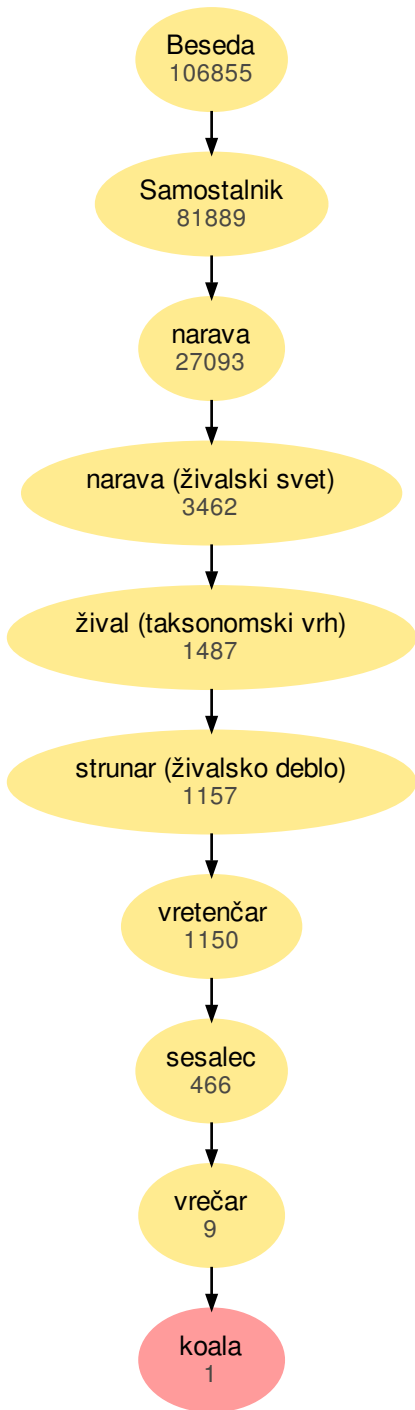 Beseda
106855
Samostalnik
81889
narava
27093
narava (živalski svet)
3462
žival (taksonomski vrh)
1487
strunar (živalsko deblo)
1157
vretenčar
1150
sesalec
466
vrečar
9
koala
1